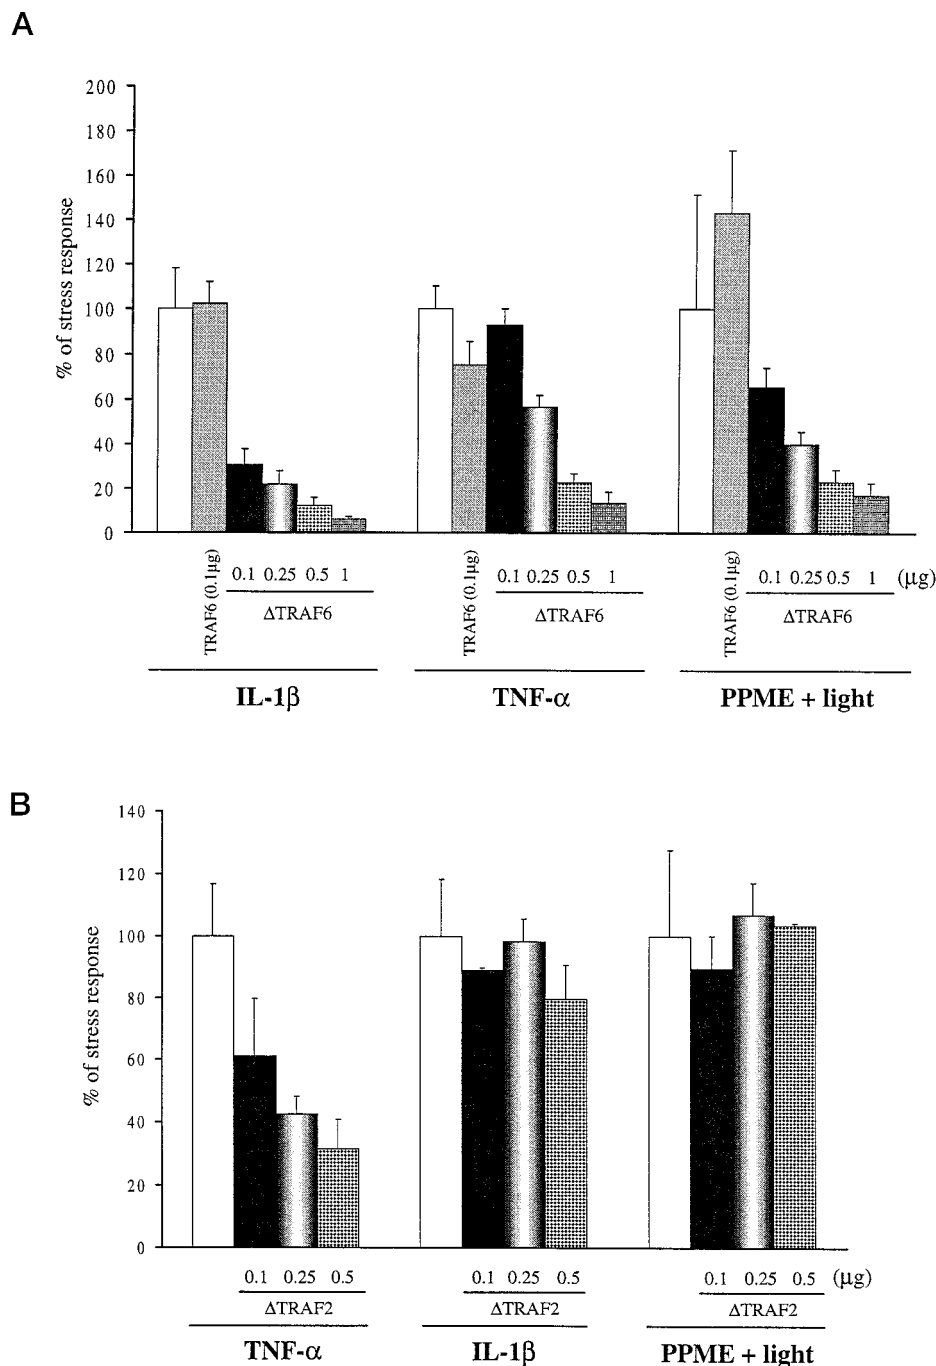 A
% of stress response
200
180
160
140
120
100
80
60
40
20
0
TRAF6 (0.1µg)
0.1 0.25 0.5 1
ΔTRAF6
IL-1β
TRAF6 (0.1µg)
0.1 0.25 0.5 1
ΔTRAF6
TNF-α
TRAF6 (0.1µg)
0.1 0.25 0.5 1 (µg)
ΔTRAF6
PPME + light
B
% of stress response
140
120
100
80
60
40
20
0
0.1 0.25 0.5
ΔTRAF2
TNF-α
0.1 0.25 0.5
ΔTRAF2
IL-1β
0.1 0.25 0.5 (µg)
ΔTRAF2
PPME + light